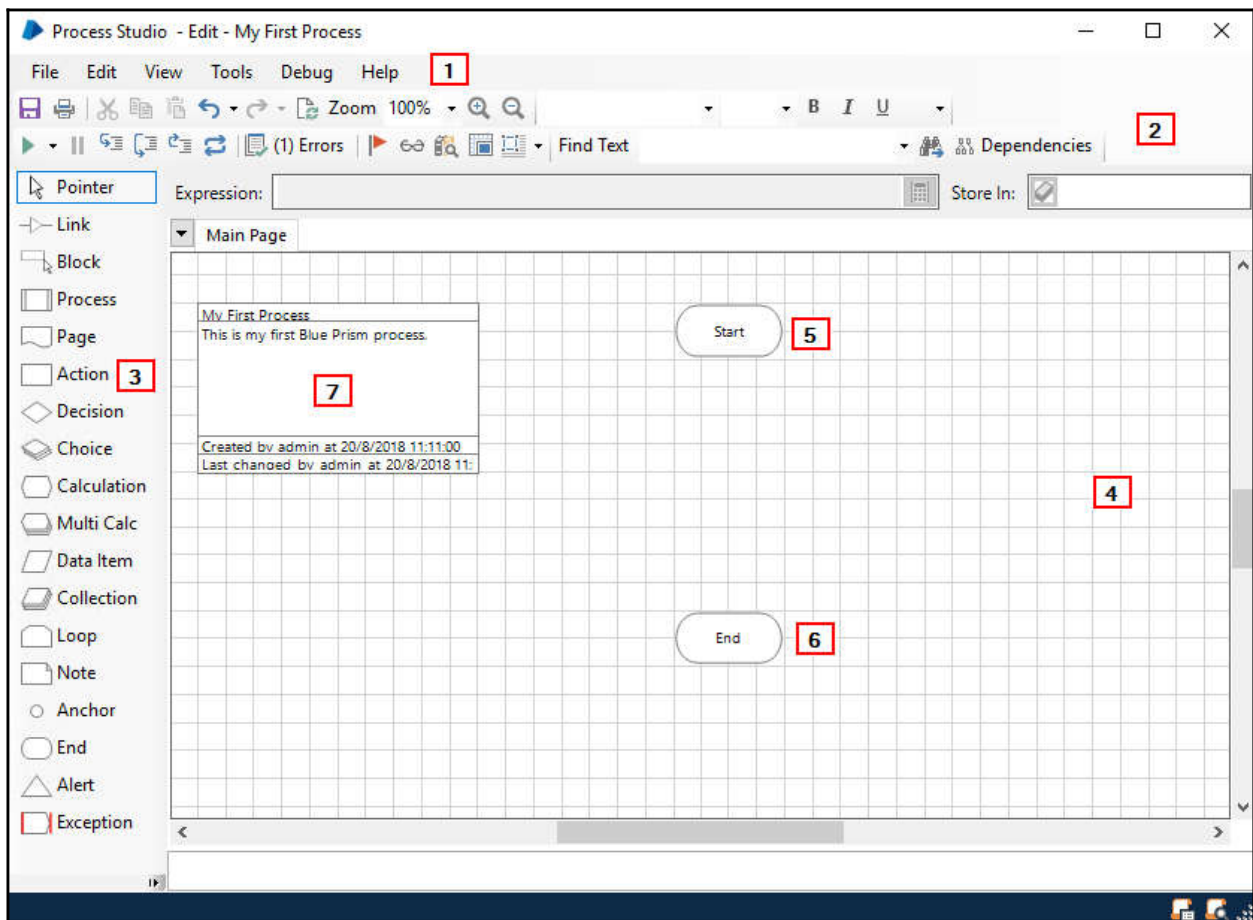 Process Studio - Edit - My First Process
File Edit View Tools Debug Help 1
Zoom 100% B I U
(1) Errors Find Text Dependencies 2
Pointer Expression: Store In:
Link Main Page
Block
Process
Page
Action 3
Decision
Choice
Calculation
Multi Calc
Data Item
Collection
Loop
Note
Anchor
End
Alert
Exception
My First Process
This is my first Blue Prism process.
7
Created by admin at 20/8/2018 11:11:00
Last changed by admin at 20/8/2018 11:
Start 5
4
End 6